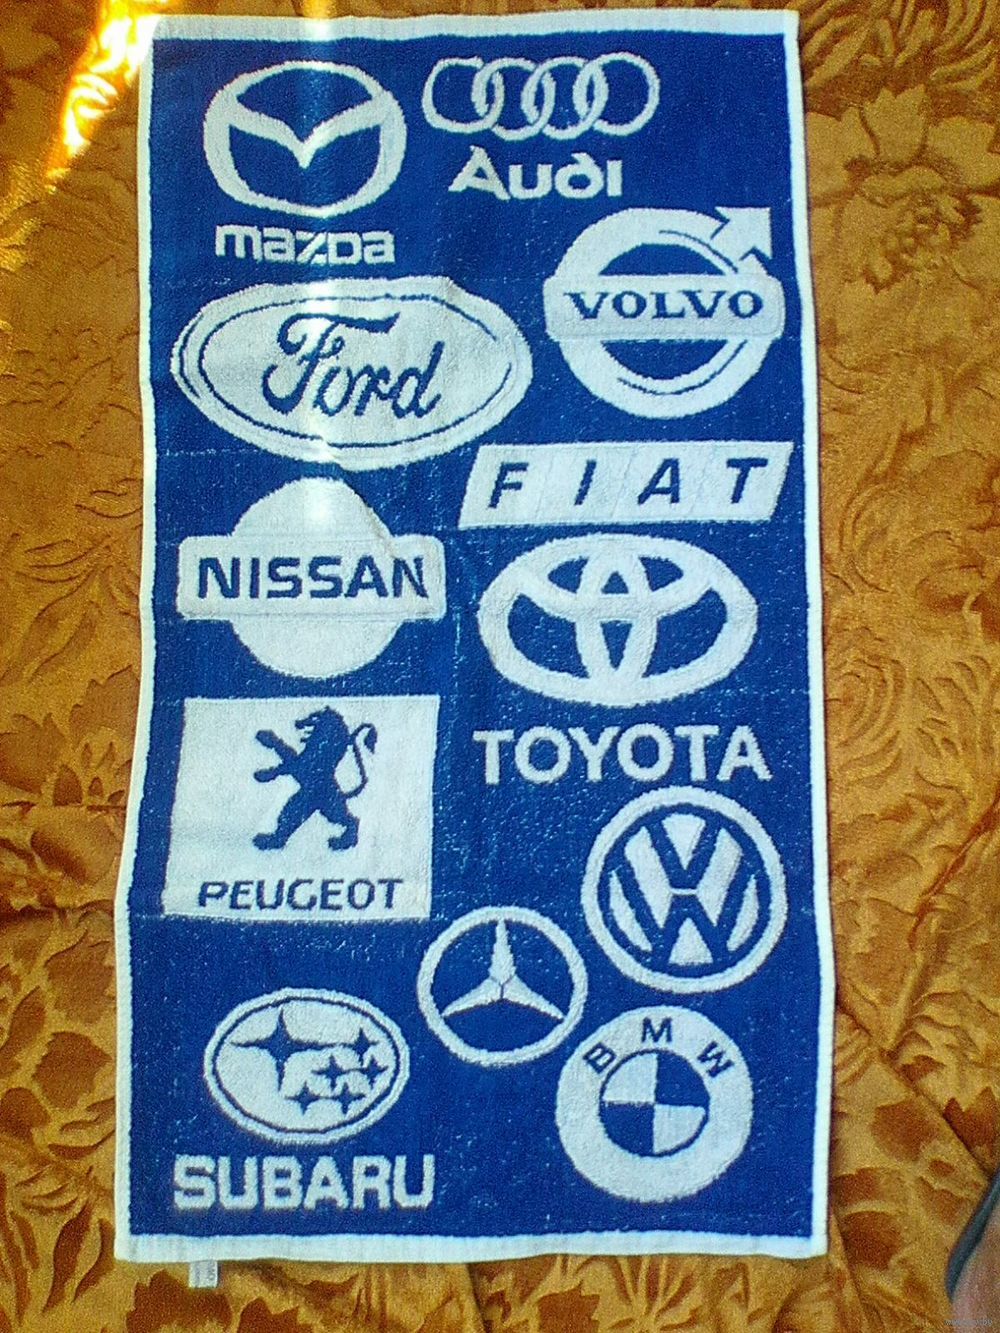 Audi
mazda
VOLVO
Ford
FIAT
NISSAN
TOYOTA
PEUGEOT
BMW
SUBARU